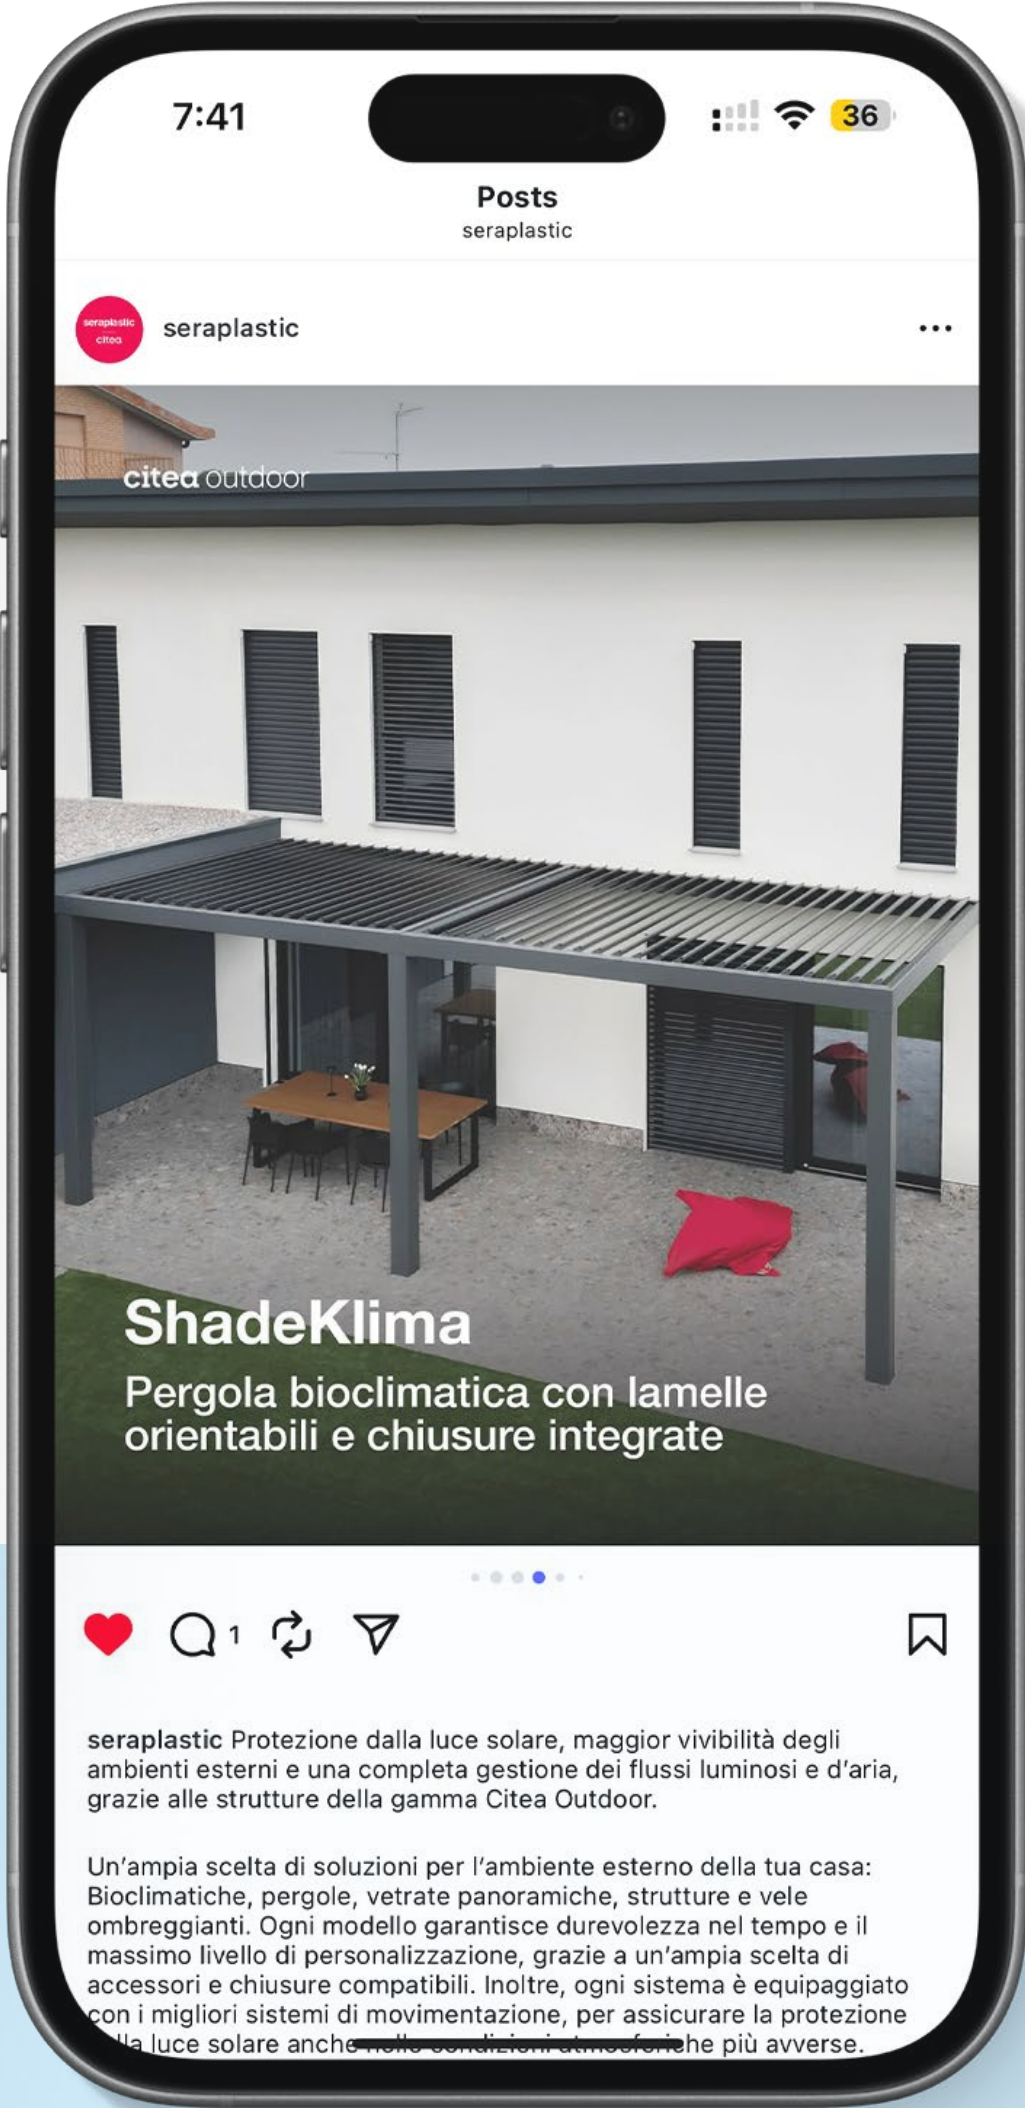 7:41
36
Posts
seraplastic
seraplastic
citea
seraplastic
citea outdoor
ShadeKlima
Pergola bioclimatica con lamelle
orientabili e chiusure integrate
1
seraplastic Protezione dalla luce solare, maggior vivibilità degli
ambienti esterni e una completa gestione dei flussi luminosi e d'aria,
grazie alle strutture della gamma Citea Outdoor.
Un'ampia scelta di soluzioni per l'ambiente esterno della tua casa:
Bioclimatiche, pergole, vetrate panoramiche, strutture e vele
ombreggianti. Ogni modello garantisce durevolezza nel tempo e il
massimo livello di personalizzazione, grazie a un'ampia scelta di
accessori e chiusure compatibili. Inoltre, ogni sistema è equipaggiato
con i migliori sistemi di movimentazione, per assicurare la protezione
luce solare anche nelle condizioni atmosferiche più avverse.